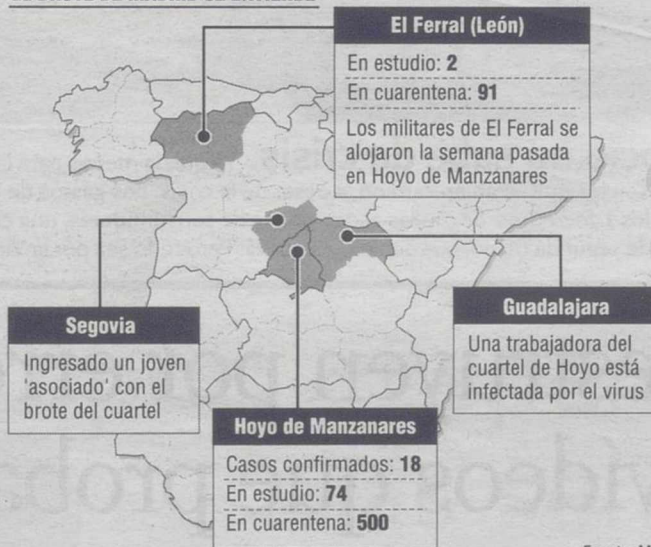 El Ferral (León)
En estudio: 2
En cuarentena: 91
Los militares de El Ferral se
alojaron la semana pasada
en Hoyo de Manzanares
Segovia
Ingresado un joven
'asociado' con el
brote del cuartel
Hoyo de Manzanares
Casos confirmados: 18
En estudio: 74
En cuarentena: 500
Guadalajara
Una trabajadora del
cuartel de Hoyo está
infectada por el virus